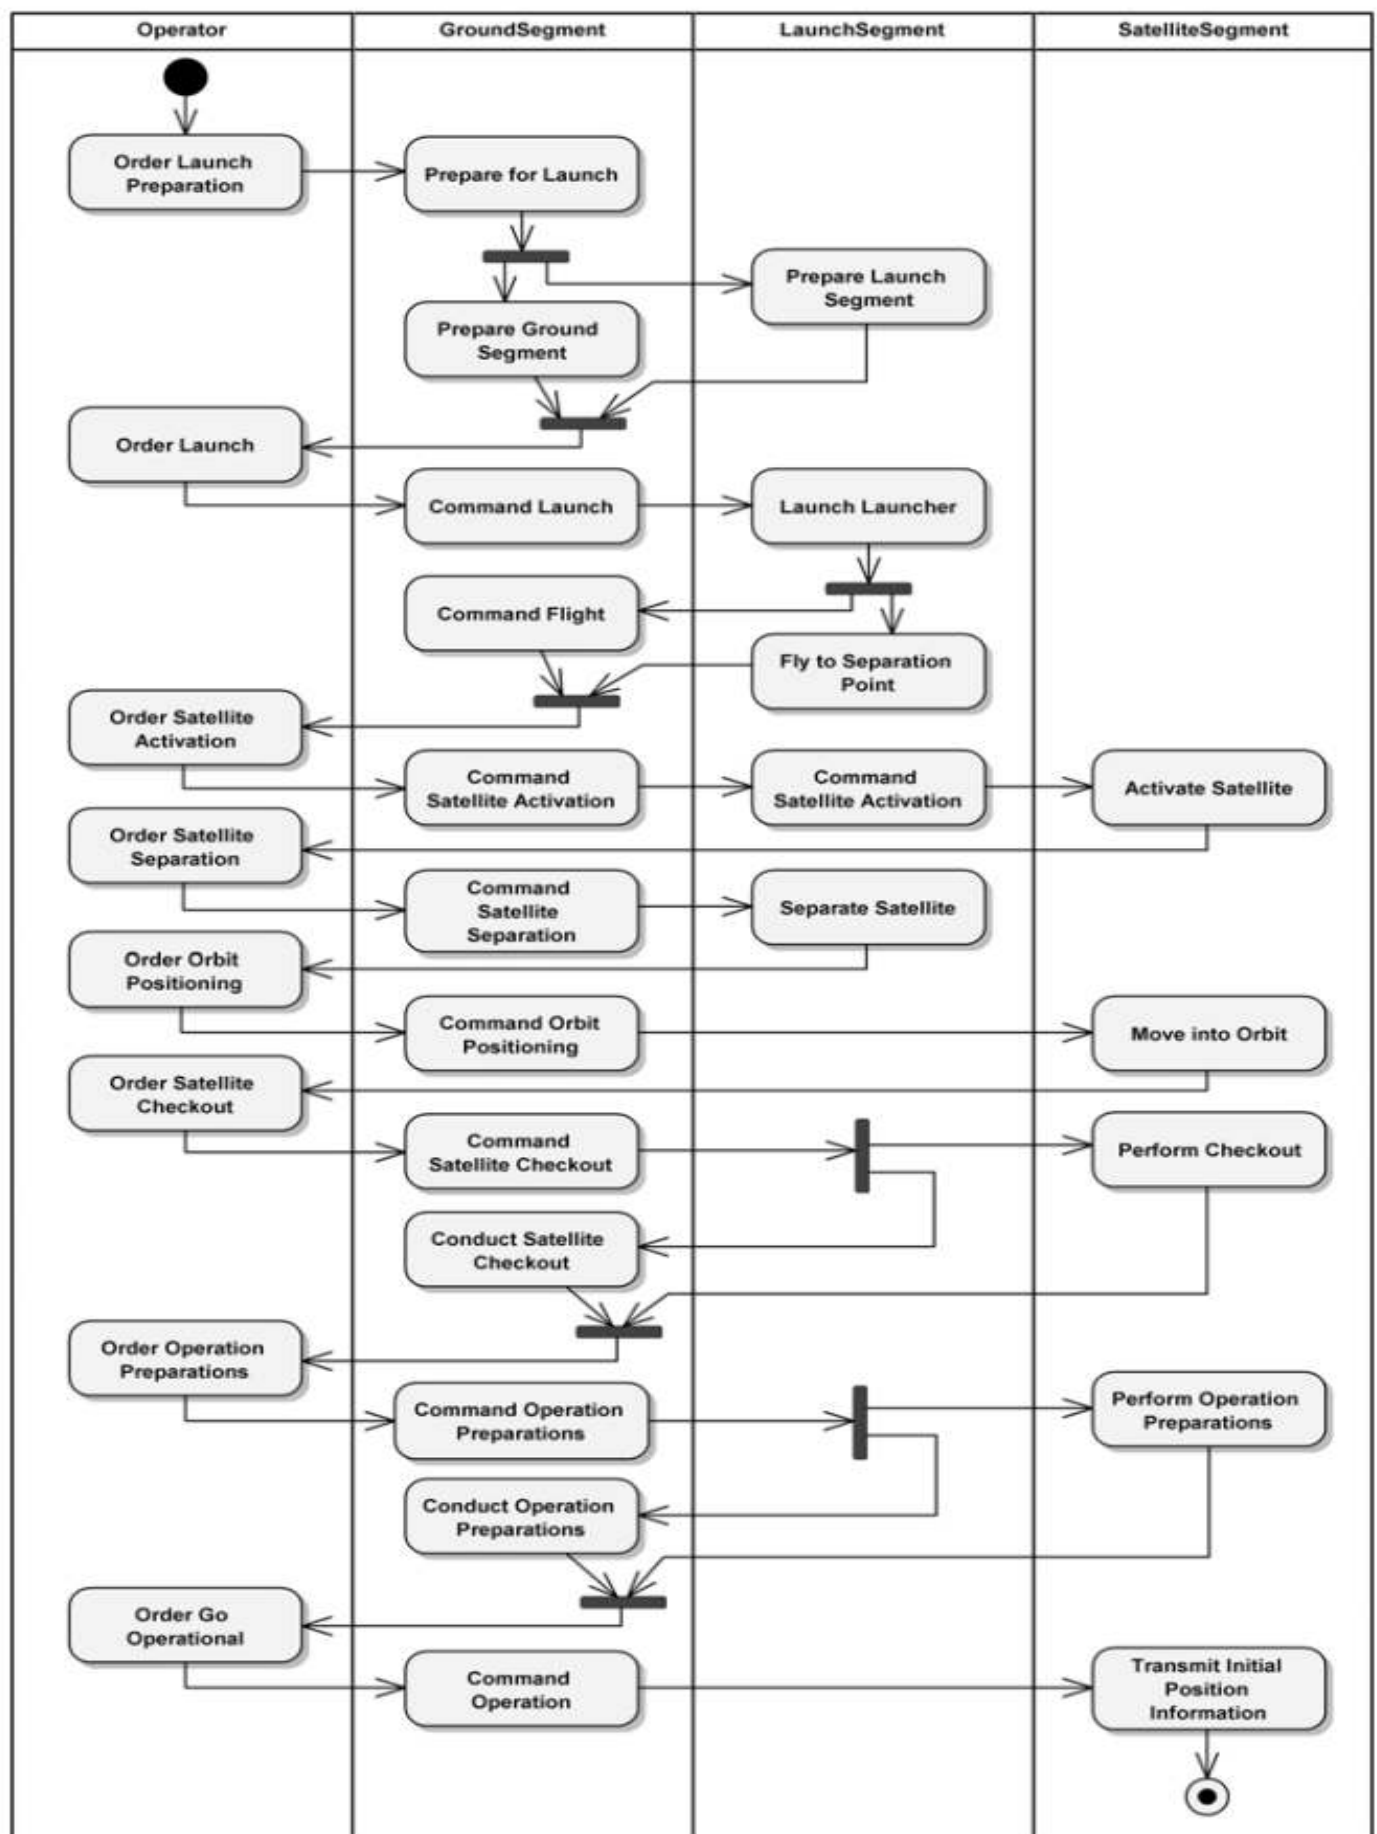 Operator
GroundSegment
LaunchSegment
SatelliteSegment
Order Launch
Preparation
Prepare for Launch
Prepare Launch
Segment
Prepare Ground
Segment
Order Launch
Command Launch
Launch Launcher
Command Flight
Fly to Separation
Point
Order Satellite
Activation
Command
Satellite Activation
Command
Satellite Activation
Activate Satellite
Order Satellite
Separation
Command
Satellite
Separation
Separate Satellite
Order Orbit
Positioning
Command Orbit
Positioning
Move into Orbit
Order Satellite
Checkout
Command
Satellite Checkout
Perform Checkout
Conduct Satellite
Checkout
Order Operation
Preparations
Command Operation
Preparations
Perform Operation
Preparations
Conduct Operation
Preparations
Order Go
Operational
Command
Operation
Transmit Initial
Position
Information